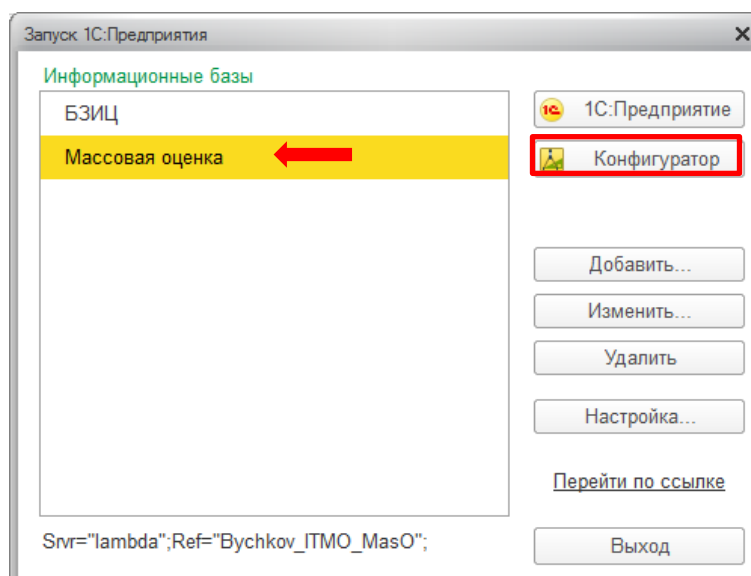 Запуск 1С:Предприятия
Информационные базы
БЗИЦ
Массовая оценка
1С:Предприятие
Конфигуратор
Добавить...
Изменить...
Удалить
Настройка...
Перейти по ссылке
Srvr="lambda";Ref="Bychkov_ITMO_MasO";
Выход